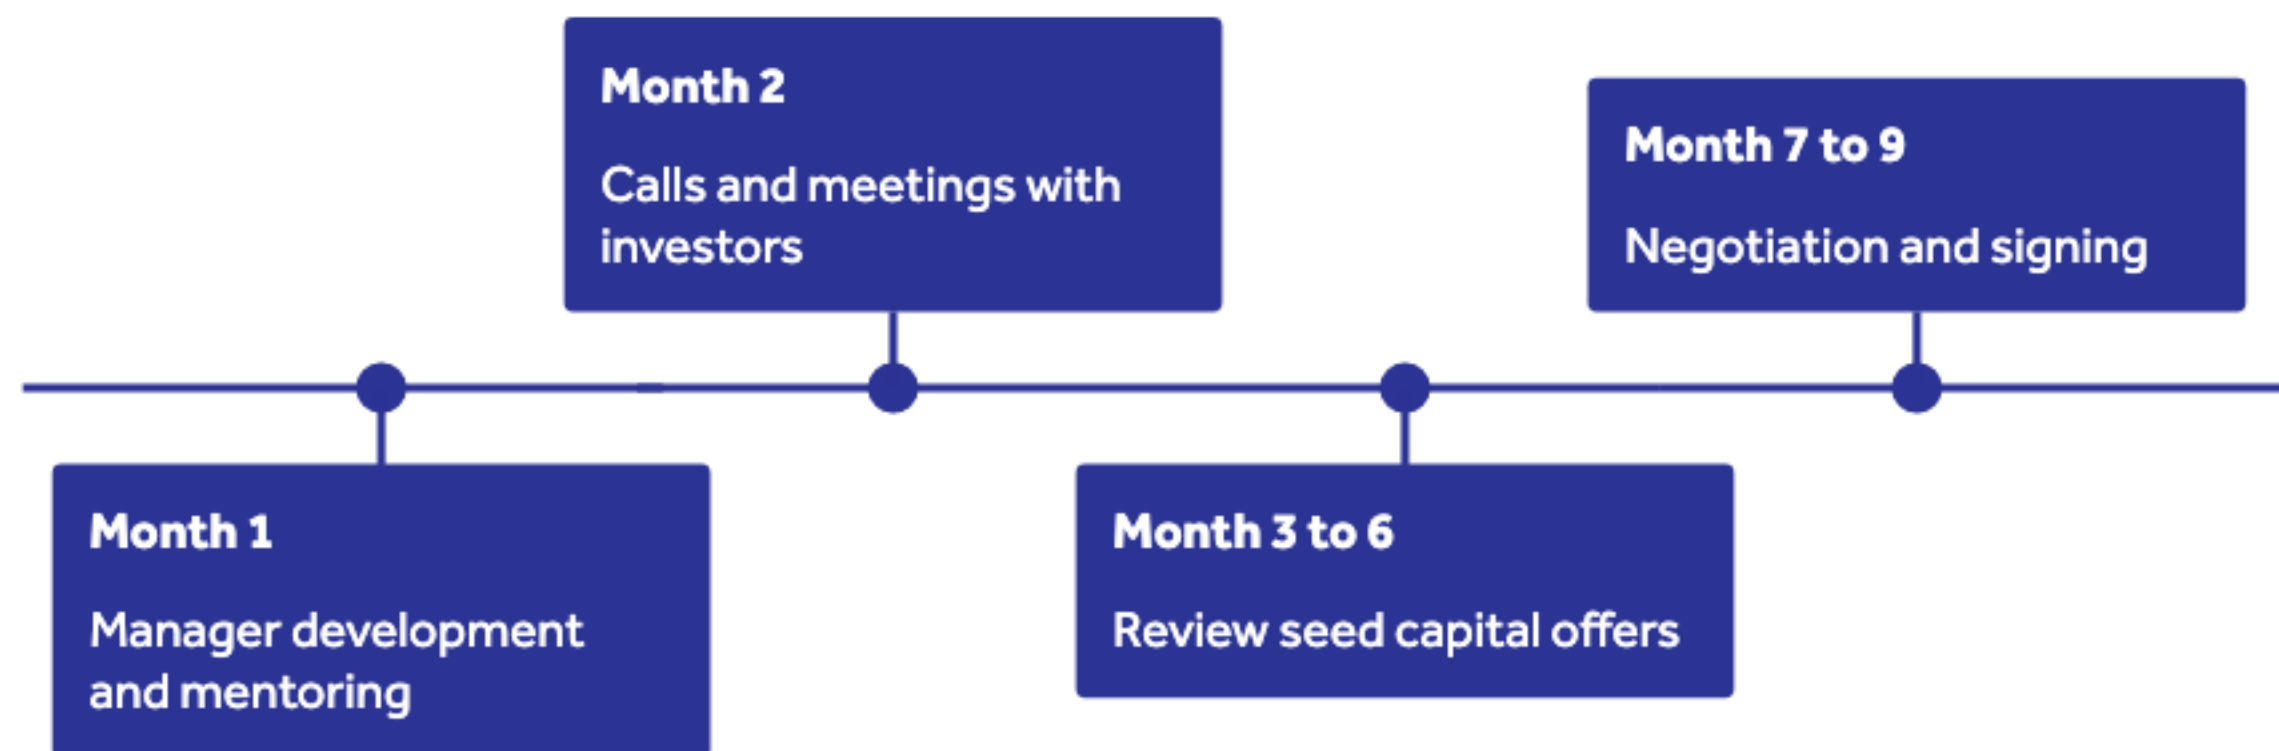 Month 1
Manager development
and mentoring
Month 2
Calls and meetings with
investors
Month 3 to 6
Review seed capital offers
Month 7 to 9
Negotiation and signing